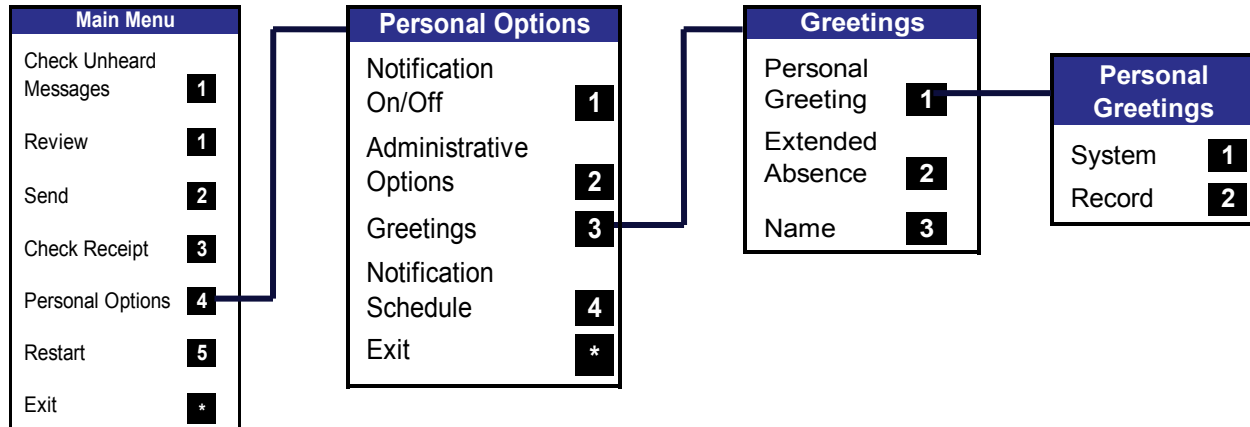 Main Menu
Check Unheard
Messages 1
Review 1
Send 2
Check Receipt 3
Personal Options 4
Restart 5
Exit *
Personal Options
Notification
On/Off 1
Administrative
Options 2
Greetings 3
Notification
Schedule 4
Exit *
Greetings
Personal
Greeting 1
Extended
Absence 2
Name 3
Personal
Greetings
System 1
Record 2